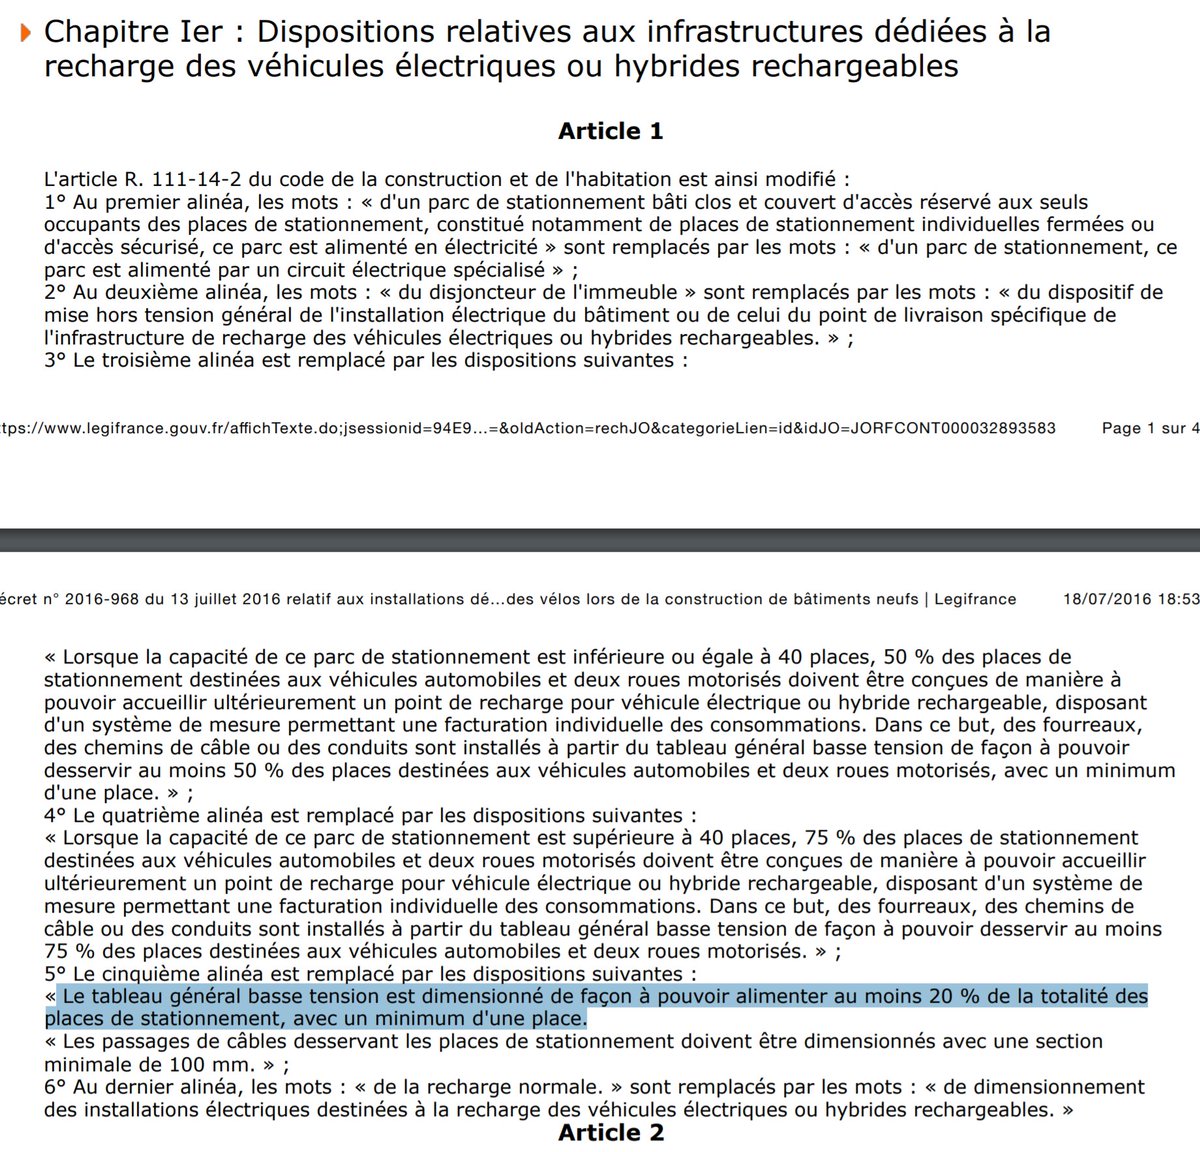 Chapitre Ier : Dispositions relatives aux infrastructures dédiées à la
recharge des véhicules électriques ou hybrides rechargeables
Article 1
L'article R. 111-14-2 du code de la construction et de l'habitation est ainsi modifié :
1° Au premier alinéa, les mots : « d'un parc de stationnement bâti clos et couvert d'accès réservé aux seuls
occupants des places de stationnement, constitué notamment de places de stationnement individuelles fermées ou
d'accès sécurisé, ce parc est alimenté en électricité » sont remplacés par les mots : « d'un parc de stationnement, ce
parc est alimenté par un circuit électrique spécialisé » ;
2° Au deuxième alinéa, les mots : « du disjoncteur de l'immeuble » sont remplacés par les mots : « du dispositif de
mise hors tension général de l'installation électrique du bâtiment ou de celui du point de livraison spécifique de
l'infrastructure de recharge des véhicules électriques ou hybrides rechargeables. » ;
3° Le troisième alinéa est remplacé par les dispositions suivantes :
ttps://www.legifrance.gouv.fr/affichTexte.do;jsessionid=94E9...=&oldAction=rechJO&categorieLien=id&idJO=JORFCONT000032893583 Page 1 sur 4
écret n° 2016-968 du 13 juillet 2016 relatif aux installations dé...des vélos lors de la construction de bâtiments neufs | Legifrance 18/07/2016 18:53
« Lorsque la capacité de ce parc de stationnement est inférieure ou égale à 40 places, 50 % des places de
stationnement destinées aux véhicules automobiles et deux roues motorisés doivent être conçues de manière à
pouvoir accueillir ultérieurement un point de recharge pour véhicule électrique ou hybride rechargeable, disposant
d'un système de mesure permettant une facturation individuelle des consommations. Dans ce but, des fourreaux,
des chemins de câble ou des conduits sont installés à partir du tableau général basse tension de façon à pouvoir
desservir au moins 50 % des places destinées aux véhicules automobiles et deux roues motorisés, avec un minimum
d'une place. » ;
4° Le quatrième alinéa est remplacé par les dispositions suivantes :
« Lorsque la capacité de ce parc de stationnement est supérieure à 40 places, 75 % des places de stationnement
destinées aux véhicules automobiles et deux roues motorisés doivent être conçues de manière à pouvoir accueillir
ultérieurement un point de recharge pour véhicule électrique ou hybride rechargeable, disposant d'un système de
mesure permettant une facturation individuelle des consommations. Dans ce but, des fourreaux, des chemins de
câble ou des conduits sont installés à partir du tableau général basse tension de façon à pouvoir desservir au moins
75 % des places destinées aux véhicules automobiles et deux roues motorisés. » ;
5° Le cinquième alinéa est remplacé par les dispositions suivantes :
« Le tableau général basse tension est dimensionné de façon à pouvoir alimenter au moins 20 % de la totalité des
places de stationnement, avec un minimum d'une place.
« Les passages de câbles desservant les places de stationnement doivent être dimensionnés avec une section
minimale de 100 mm. » ;
6° Au dernier alinéa, les mots : « de la recharge normale. » sont remplacés par les mots : « de dimensionnement
des installations électriques destinées à la recharge des véhicules électriques ou hybrides rechargeables. »
Article 2